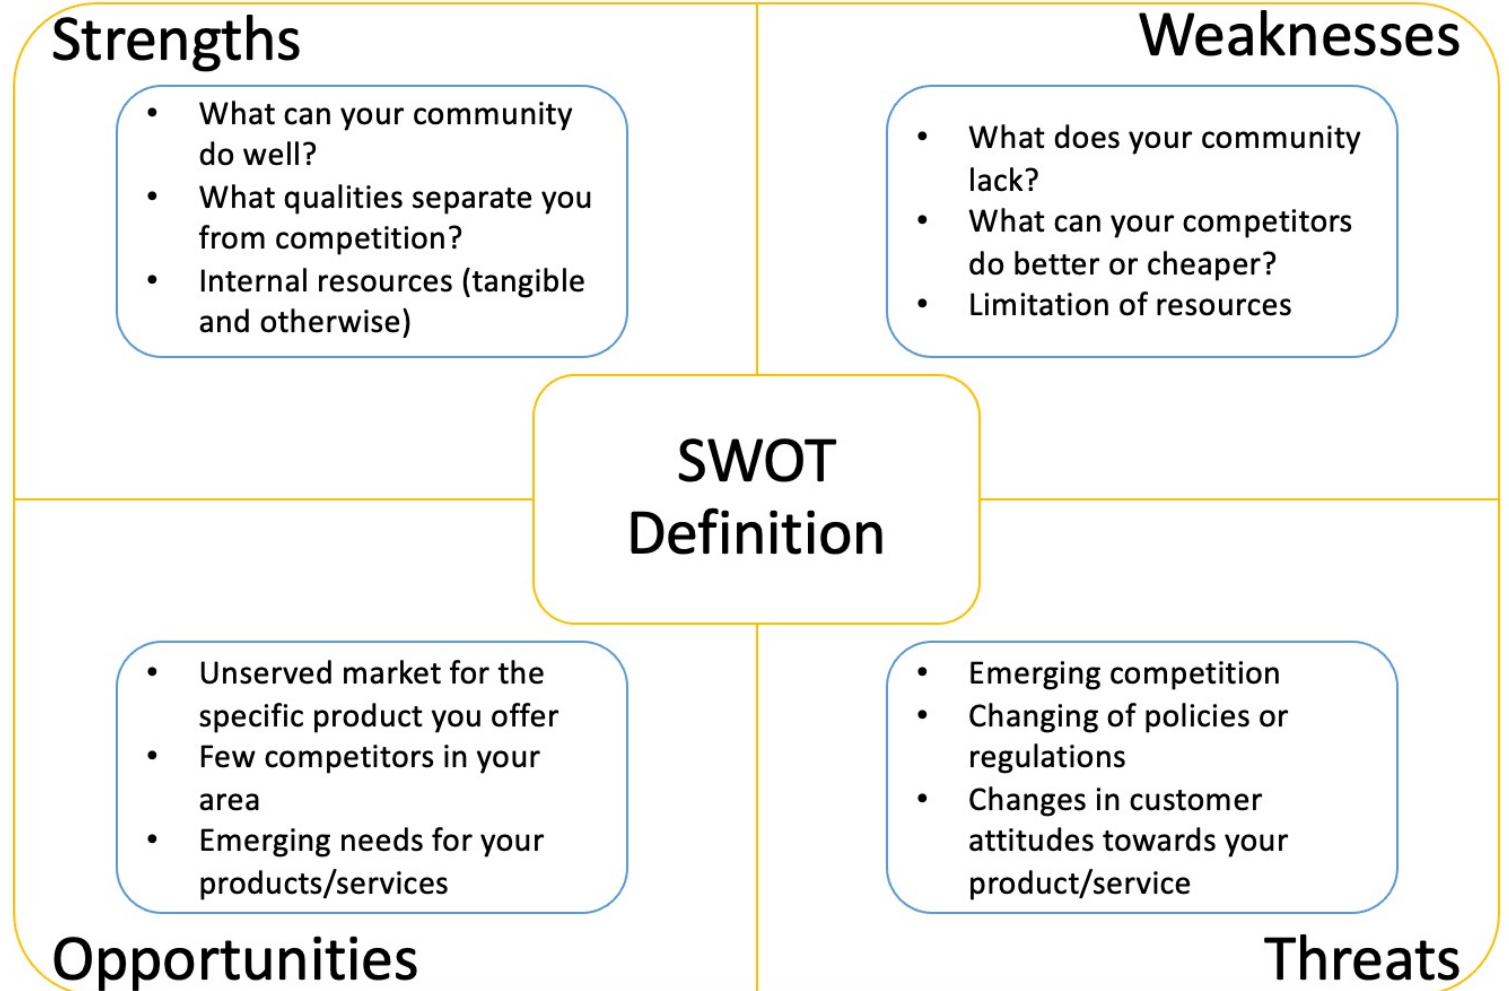 Strengths
• What can your community
do well?
• What qualities separate you
from competition?
• Internal resources (tangible
and otherwise)
Weaknesses
• What does your community
lack?
• What can your competitors
do better or cheaper?
• Limitation of resources
SWOT
Definition
• Unserved market for the
specific product you offer
• Few competitors in your
area
• Emerging needs for your
products/services
Opportunities
• Emerging competition
• Changing of policies or
regulations
• Changes in customer
attitudes towards your
product/service
Threats